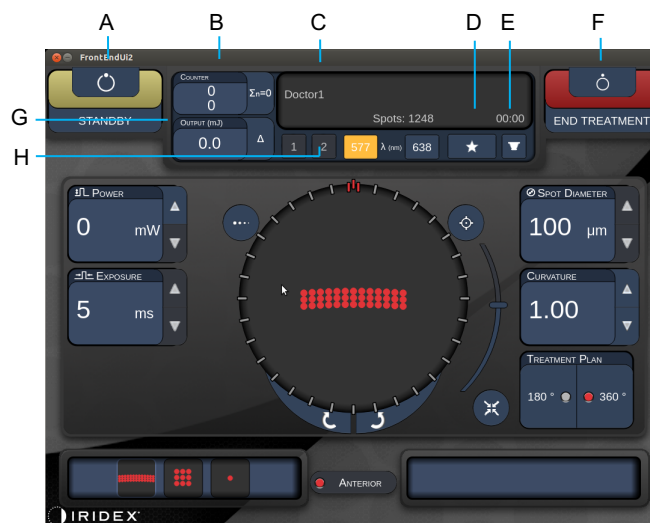 A B C D E F
FrontEndUi2
COUNTER
0
0
Σn=0
Doctor1
Spots: 1248 00:00
G
STANDBY
END TREATMENT
OUTPUT (mJ)
0.0 Δ
H
1 2 577 λ (nm) 638
POWER
0 mW
SPOT DIAMETER
100 μm
EXPOSURE
5 ms
CURVATURE
1.00
TREATMENT PLAN
180 ° 360 °
ANTERIOR
IRIDEX